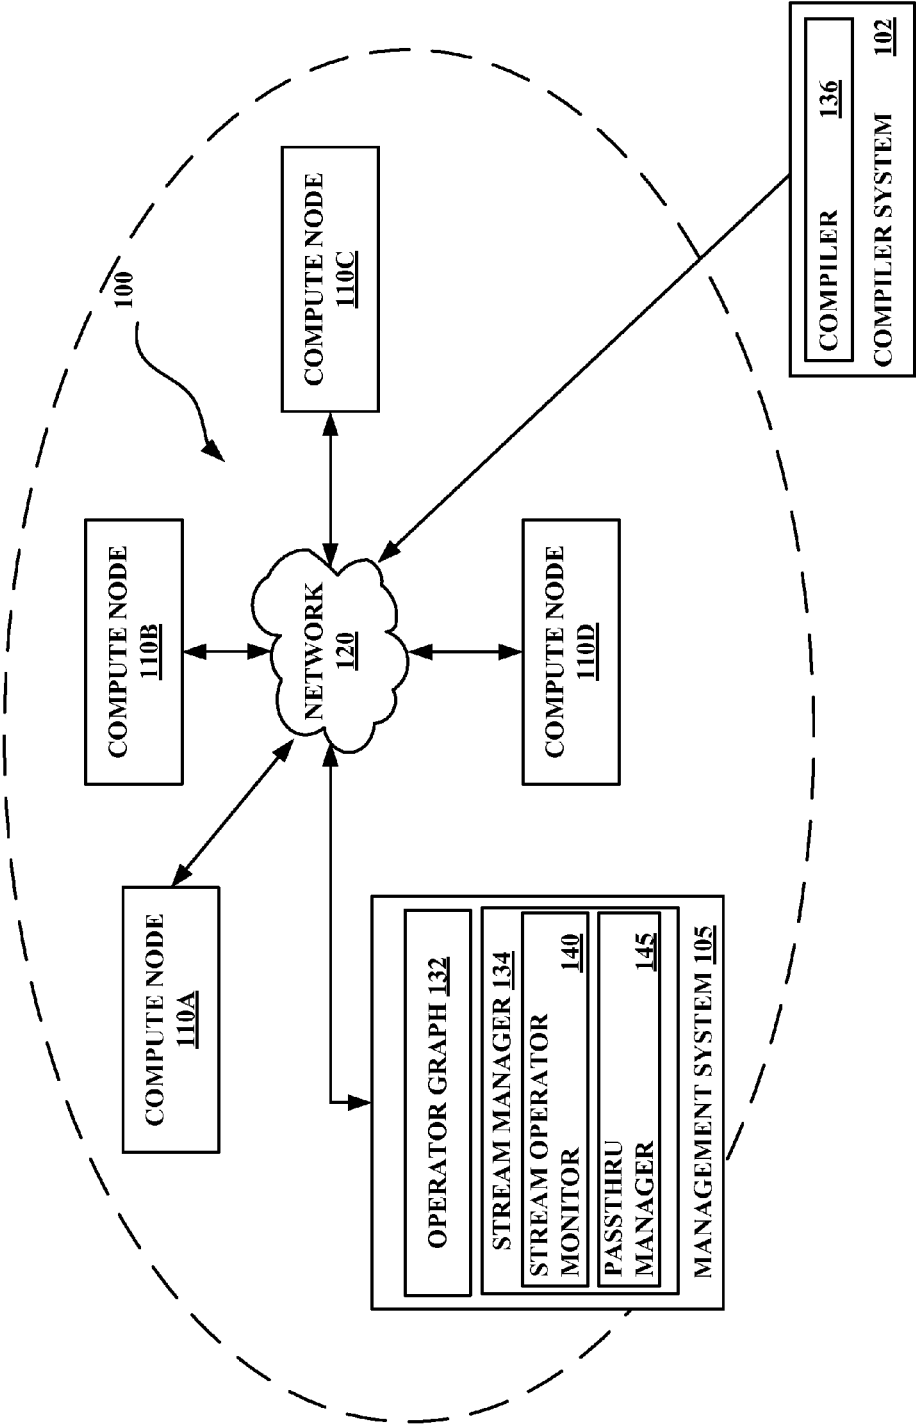 100
COMPUTE NODE
110A
COMPUTE NODE
110B
COMPUTE NODE
110C
NETWORK
120
COMPUTE NODE
110D
OPERATOR GRAPH 132
STREAM MANAGER 134
STREAM OPERATOR
MONITOR 140
PASSTHRU
MANAGER 145
MANAGEMENT SYSTEM 105
COMPILER 136
COMPILER SYSTEM 102